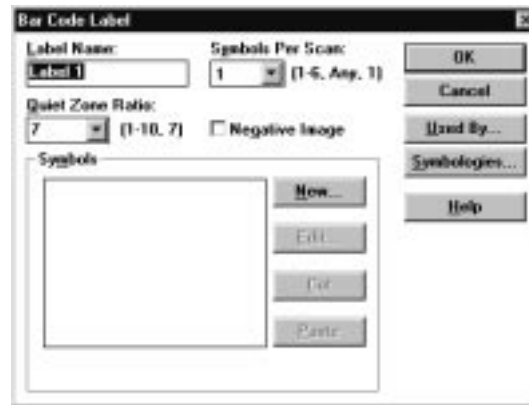 Bar Code Label
Label Name:
Label 1
Symbols Per Scan:
1 (1-6, Any, 1)
Quiet Zone Ratio:
7 (1-10, 7)
Negative Image
Symbols
New...
Edit...
Cut
Paste
OK
Cancel
Used By...
Symbologies...
Help